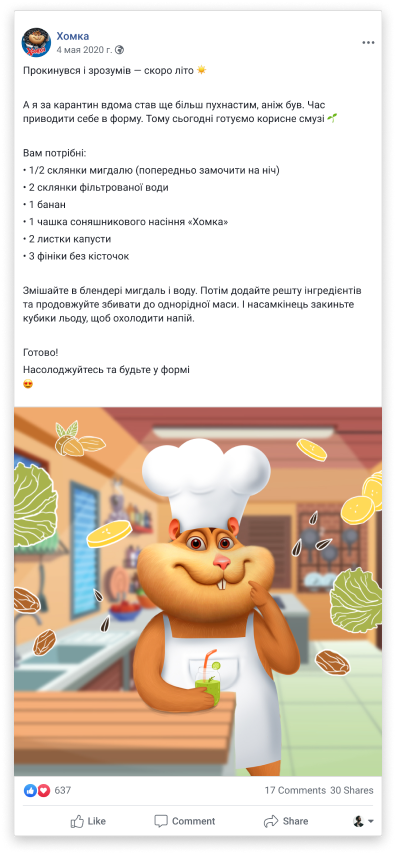 Хомка
4 мая 2020 г.
Прокинувся і зрозумів — скоро літо ☀️
А я за карантин вдома став ще більш пухнастим, аніж був. Час
приводити себе в форму. Тому сьогодні готуємо корисне смузі 🌱
Вам потрібні:
• 1/2 склянки мигдалю (попередньо замочити на ніч)
• 2 склянки фільтрованої води
• 1 банан
• 1 чашка соняшникового насіння «Хомка»
• 2 листки капусти
• 3 фініки без кісточок
Змішайте в блендері мигдаль і воду. Потім додайте решту інгредієнтів
та продовжуйте збивати до однорідної маси. І насамкінець закиньте
кубики льоду, щоб охолодити напій.
Готово!
Насолоджуйтесь та будьте у формі
😍
637 17 Comments 30 Shares
Like Comment Share